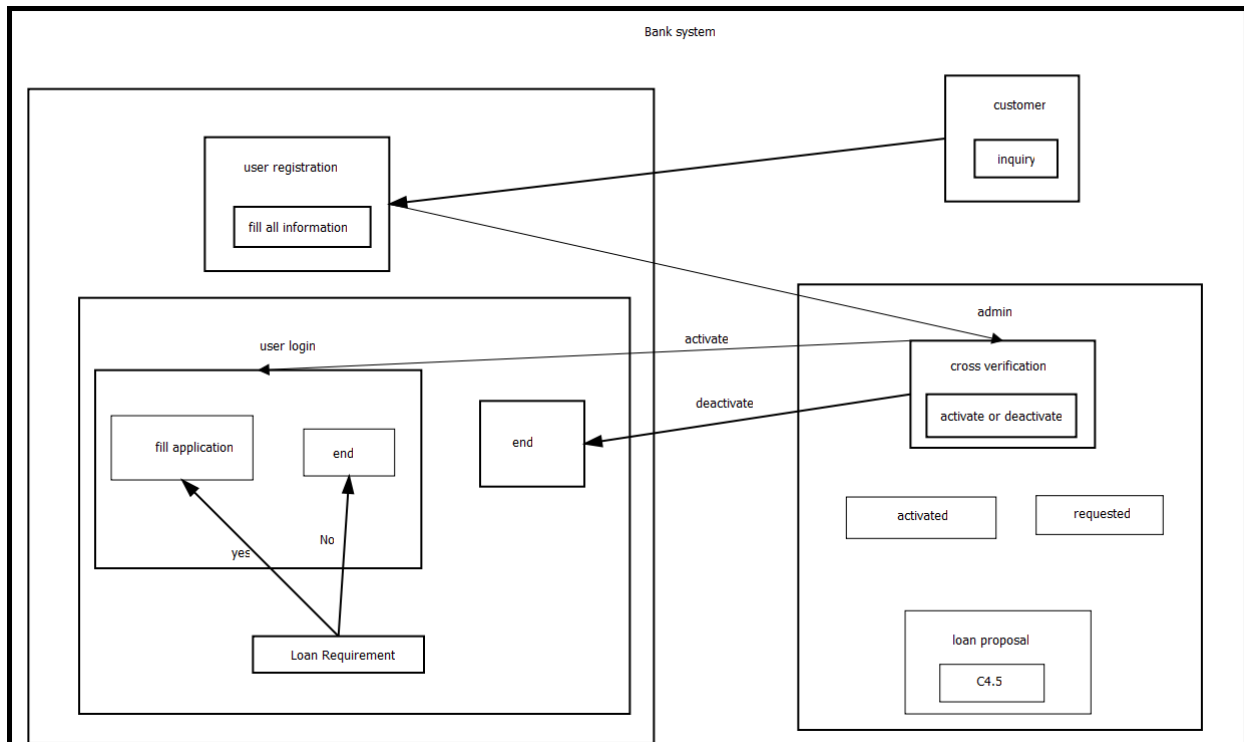 Bank system
customer
inquiry
user registration
fill all information
admin
cross verification
activate or deactivate
activate
deactivate
user login
fill application
end
end
activated
requested
yes
No
Loan Requirement
loan proposal
C4.5